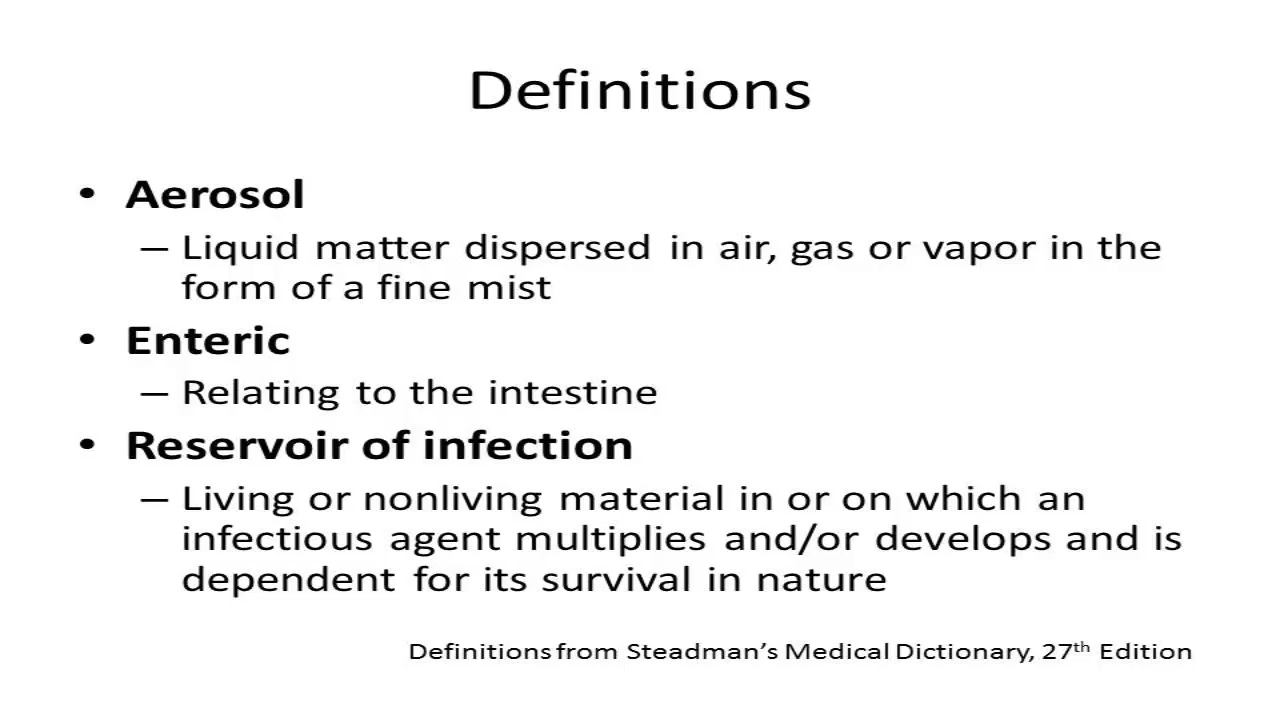 Definitions
• Aerosol
– Liquid matter dispersed in air, gas or vapor in the
form of a fine mist
• Enteric
– Relating to the intestine
• Reservoir of infection
– Living or nonliving material in or on which an
infectious agent multiplies and/or develops and is
dependent for its survival in nature
Definitions from Steadman’s Medical Dictionary, 27th Edition